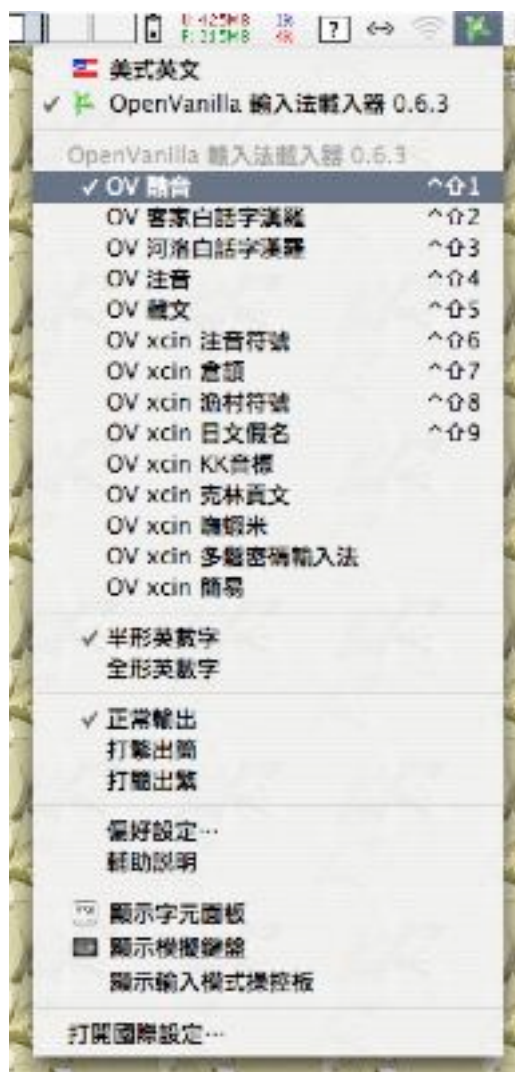 U: 425MB
F: 215MB
?
美式英文
✓ OpenVanilla 輸入法載入器 0.6.3
OpenVanilla 輸入法載入器 0.6.3
✓ OV 酷音 ^⇧1
OV 客家白話字漢羅 ^⇧2
OV 河洛白話字漢羅 ^⇧3
OV 注音 ^⇧4
OV 藏文 ^⇧5
OV xcin 注音符號 ^⇧6
OV xcin 倉頡 ^⇧7
OV xcin 漁村符號 ^⇧8
OV xcin 日文假名 ^⇧9
OV xcin KK音標
OV xcin 克林貢文
OV xcin 嘸蝦米
OV xcin 密碼輸入法
OV xcin 簡易
✓ 半形英數字
全形英數字
✓ 正常輸出
打繁出簡
打簡出繁
偏好設定…
輔助說明
顯示字元面板
顯示模擬鍵盤
顯示輸入模式操控板
打開國際設定…